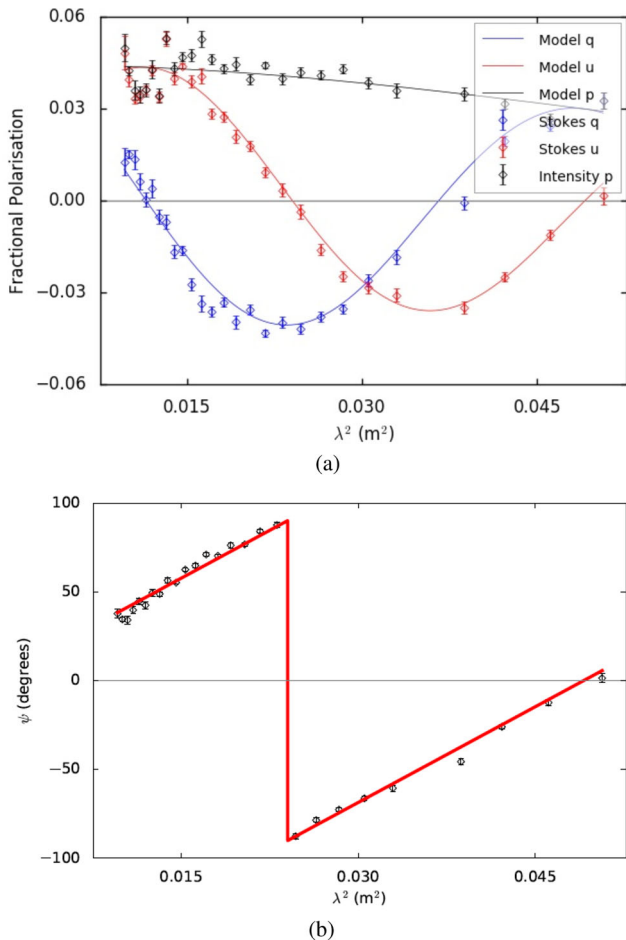 0.06
0.03
0.00
−0.03
−0.06
Fractional Polarisation
Model q
Model u
Model p
Stokes q
Stokes u
Intensity p
0.015 0.030 0.045
λ² (m²)
(a)
100
50
0
−50
−100
ψ (degrees)
0.015 0.030 0.045
λ² (m²)
(b)